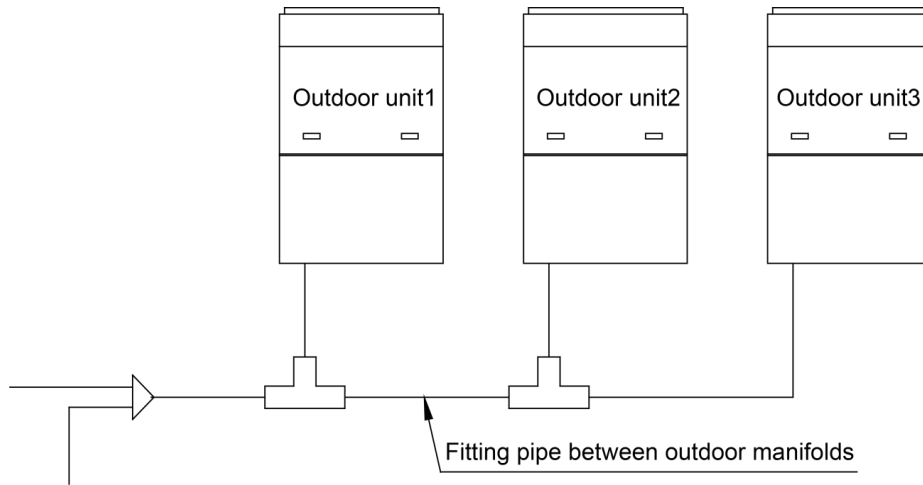 Outdoor unit1
Outdoor unit2
Outdoor unit3
Fitting pipe between outdoor manifolds